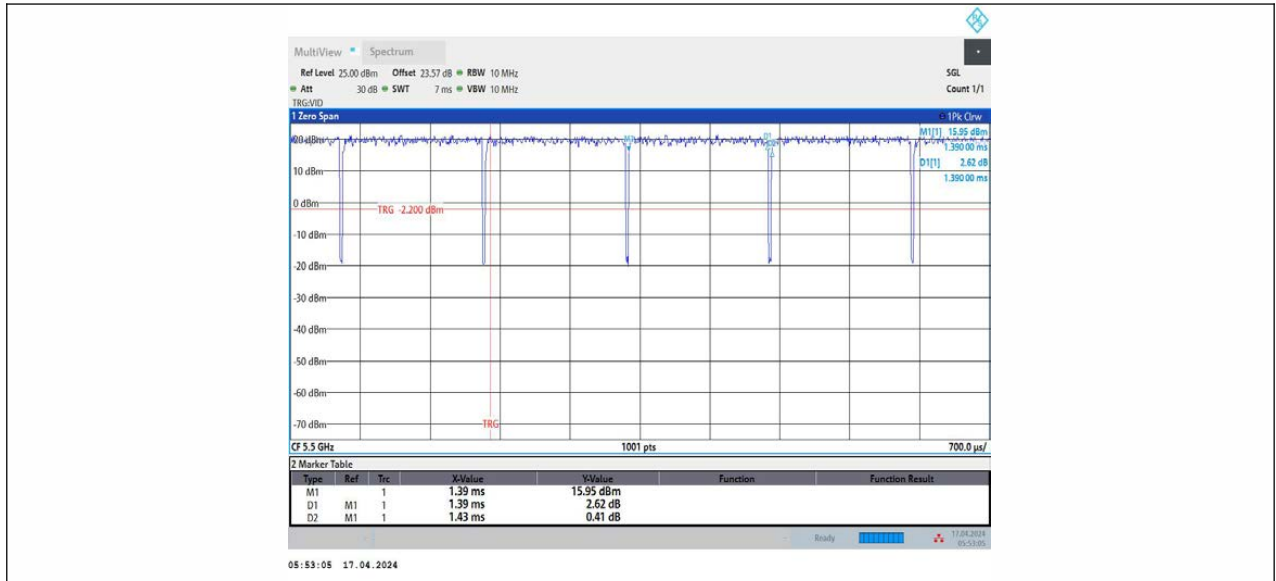 MultiView Spectrum
Ref Level 25.00 dBm Offset 23.57 dB RBW 10 MHz SGL
Att 30 dB SWT 7 ms VBW 10 MHz Count 1/1
TRG:VID
1 Zero Span 1Pk Clrw
M1[1] 15.95 dBm
1.390 00 ms
D1[1] 2.62 dB
1.390 00 ms
20 dBm
M1
D1
D2
10 dBm
0 dBm
TRG -2.200 dBm
-10 dBm
-20 dBm
-30 dBm
-40 dBm
-50 dBm
-60 dBm
-70 dBm
TRG
CF 5.5 GHz 1001 pts 700.0 µs/
2 Marker Table
Type Ref Trc X-Value Y-Value Function Function Result
M1 1 1.39 ms 15.95 dBm
D1 M1 1 1.39 ms 2.62 dB
D2 M1 1 1.43 ms 0.41 dB
Ready 17.04.2024
05:53:05
05:53:05 17.04.2024